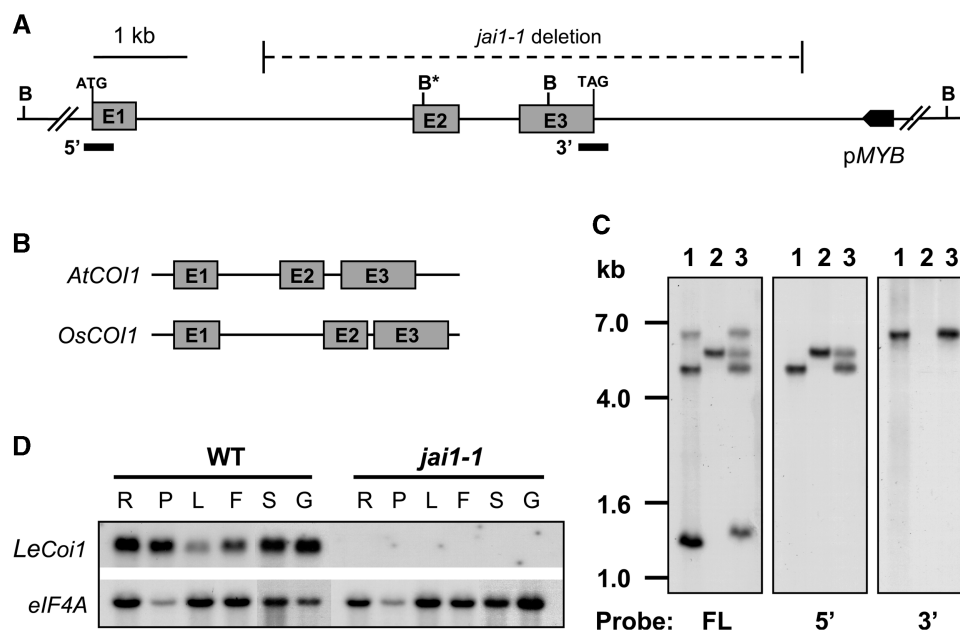 A
1 kb
jai1-1 deletion
B
ATG
E1
B*
E2
B
TAG
E3
B
5’
3’
pMYB
B
AtCOI1
E1
E2
E3
OsCOI1
E1
E2
E3
C
kb
1 2 3
1 2 3
1 2 3
7.0
4.0
1.6
1.0
Probe: FL 5’ 3’
D
WT
jai1-1
R P L F S G
R P L F S G
LeCoi1
eIF4A